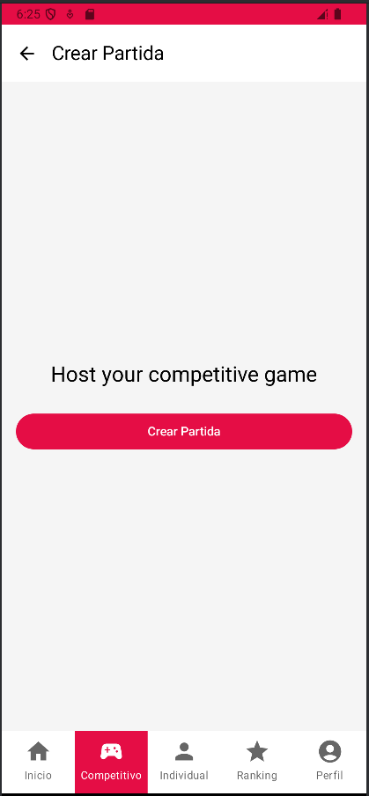 6:25
Crear Partida
Host your competitive game
Crear Partida
Inicio
Competitivo
Individual
Ranking
Perfil